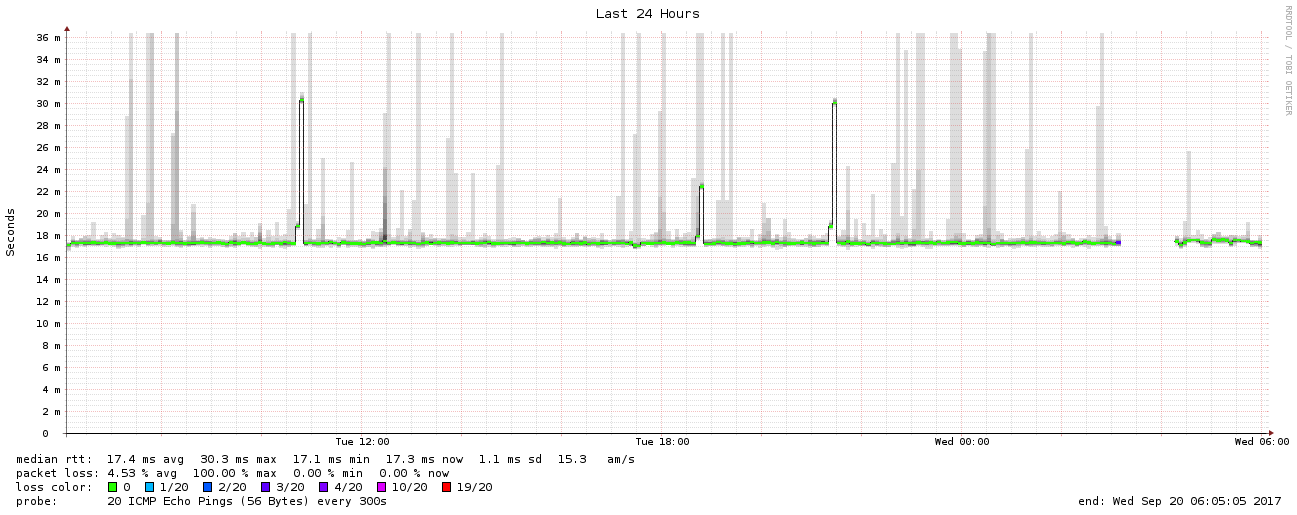 Last 24 Hours
RRDTOOL / TOBI OETIKER
Seconds
36 m
34 m
32 m
30 m
28 m
26 m
24 m
22 m
20 m
18 m
16 m
14 m
12 m
10 m
8 m
6 m
4 m
2 m
0
Tue 12:00 Tue 18:00 Wed 00:00 Wed 06:00
median rtt: 17.4 ms avg 30.3 ms max 17.1 ms min 17.3 ms now 1.1 ms sd 15.3 am/s
packet loss: 4.53 % avg 100.00 % max 0.00 % min 0.00 % now
loss color: 0 1/20 2/20 3/20 4/20 10/20 19/20
probe: 20 ICMP Echo Pings (56 Bytes) every 300s end: Wed Sep 20 06:05:05 2017